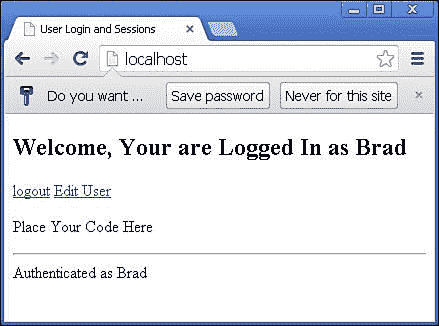 User Login and Sessions
localhost
Do you want ... Save password Never for this site
Welcome, Your are Logged In as Brad
logout Edit User
Place Your Code Here
Authenticated as Brad